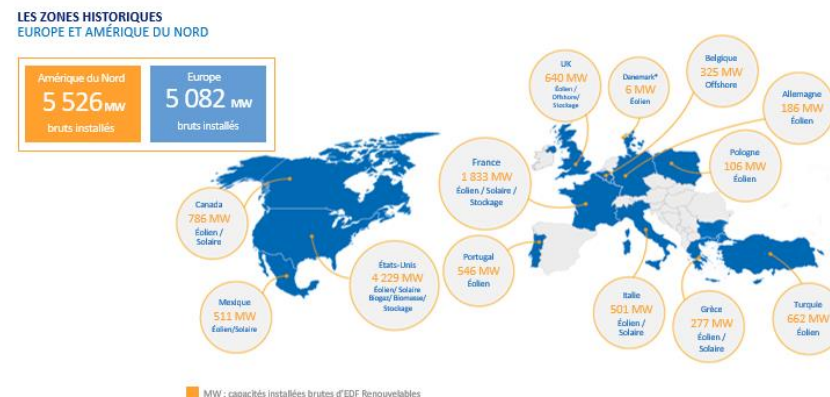 LES ZONES HISTORIQUES
EUROPE ET AMÉRIQUE DU NORD
Amérique du Nord
5 526 MW
bruts installés
Europe
5 082 MW
bruts installés
UK
640 MW
Éolien /
Offshore/
Stockage
Danemark*
6 MW
Éolien
Belgique
325 MW
Offshore
Allemagne
186 MW
Éolien
Pologne
106 MW
Éolien
France
1 833 MW
Éolien / Solaire /
Stockage
Canada
786 MW
Éolien /
Solaire
États-Unis
4 229 MW
Éolien/ Solaire
Biogaz/ Biomasse/
Stockage
Mexique
511 MW
Éolien/Solaire
Portugal
546 MW
Éolien
Italie
501 MW
Éolien /
Solaire
Grèce
277 MW
Éolien /
Solaire
Turquie
662 MW
Éolien
MW : capacités installées brutes d'EDF Renouvelables